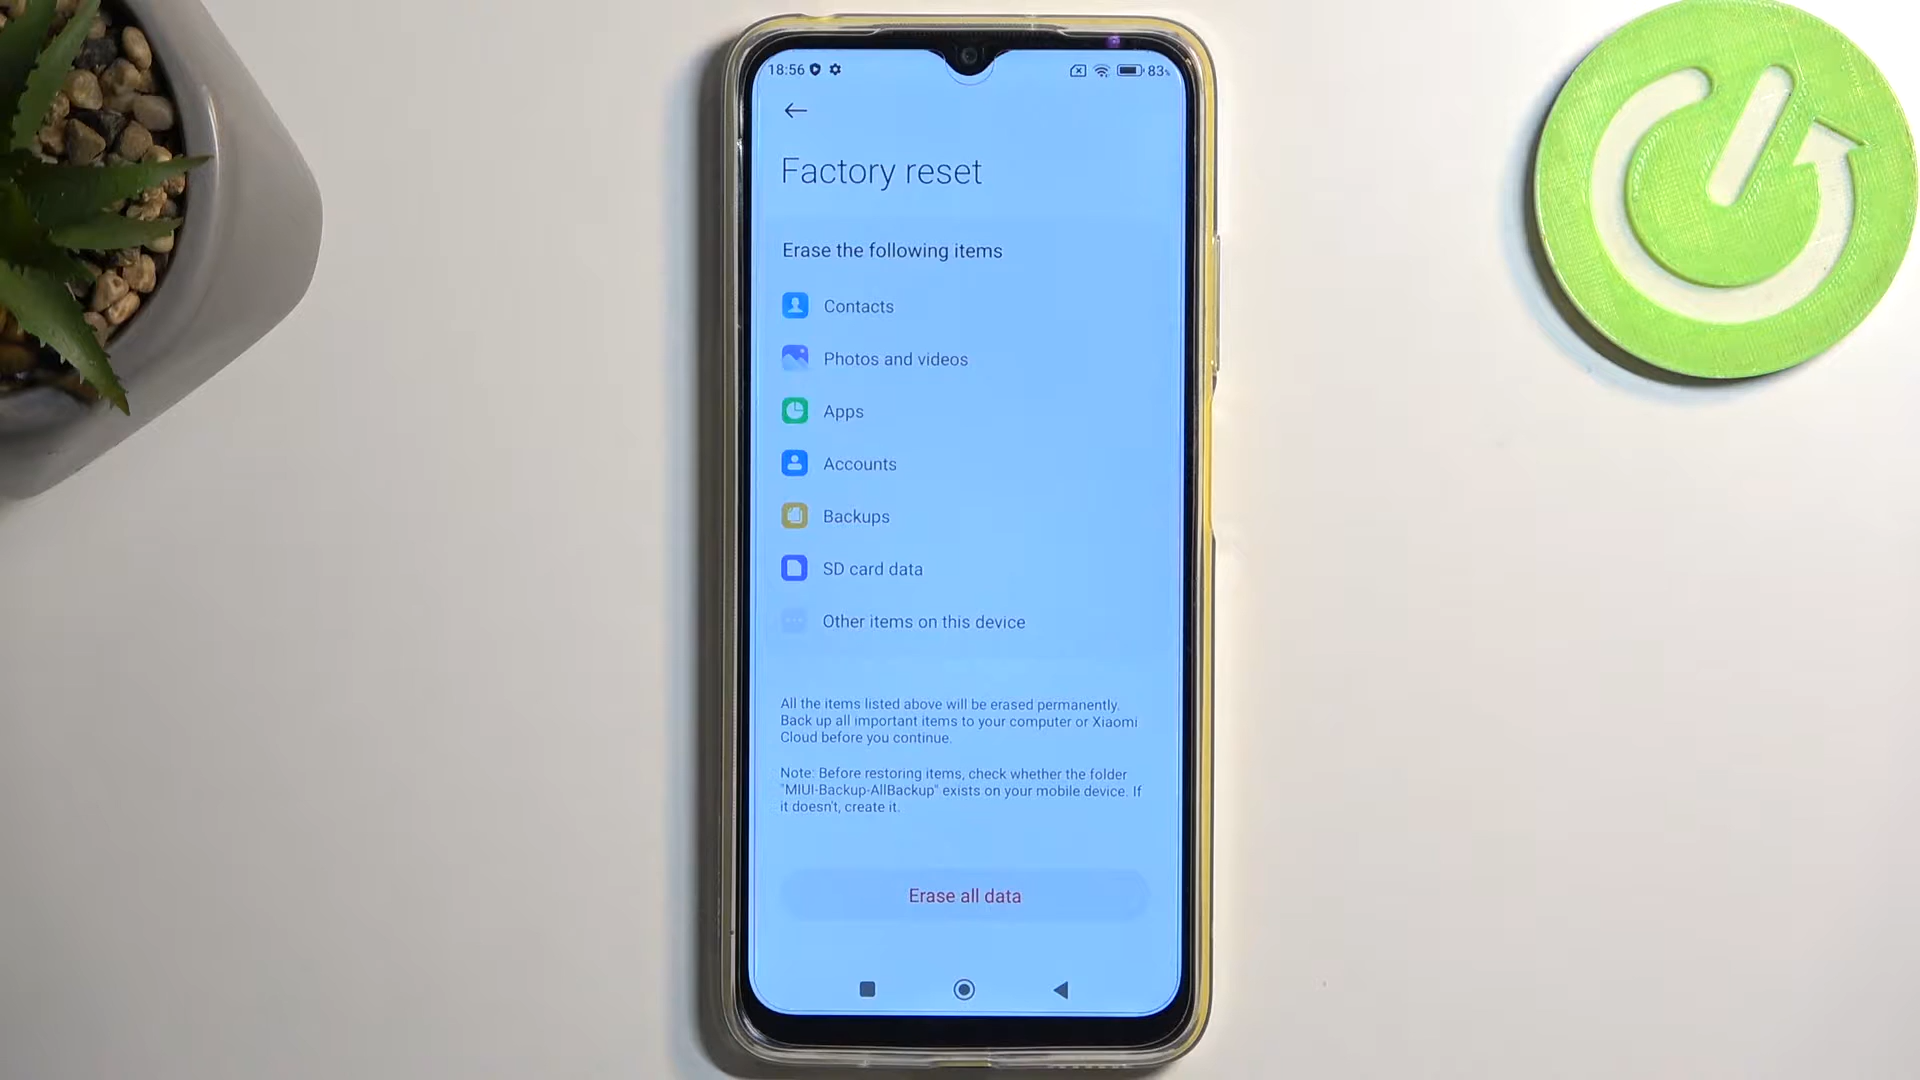 18:56 83%
Factory reset
Erase the following items
Contacts
Photos and videos
Apps
Accounts
Backups
SD card data
Other items on this device
All the items listed above will be erased permanently.
Back up all important items to your computer or Xiaomi
Cloud before you continue.
Note: Before restoring items, check whether the folder
"MIUI-Backup-AllBackup" exists on your mobile device. If
it doesn't, create it.
Erase all data